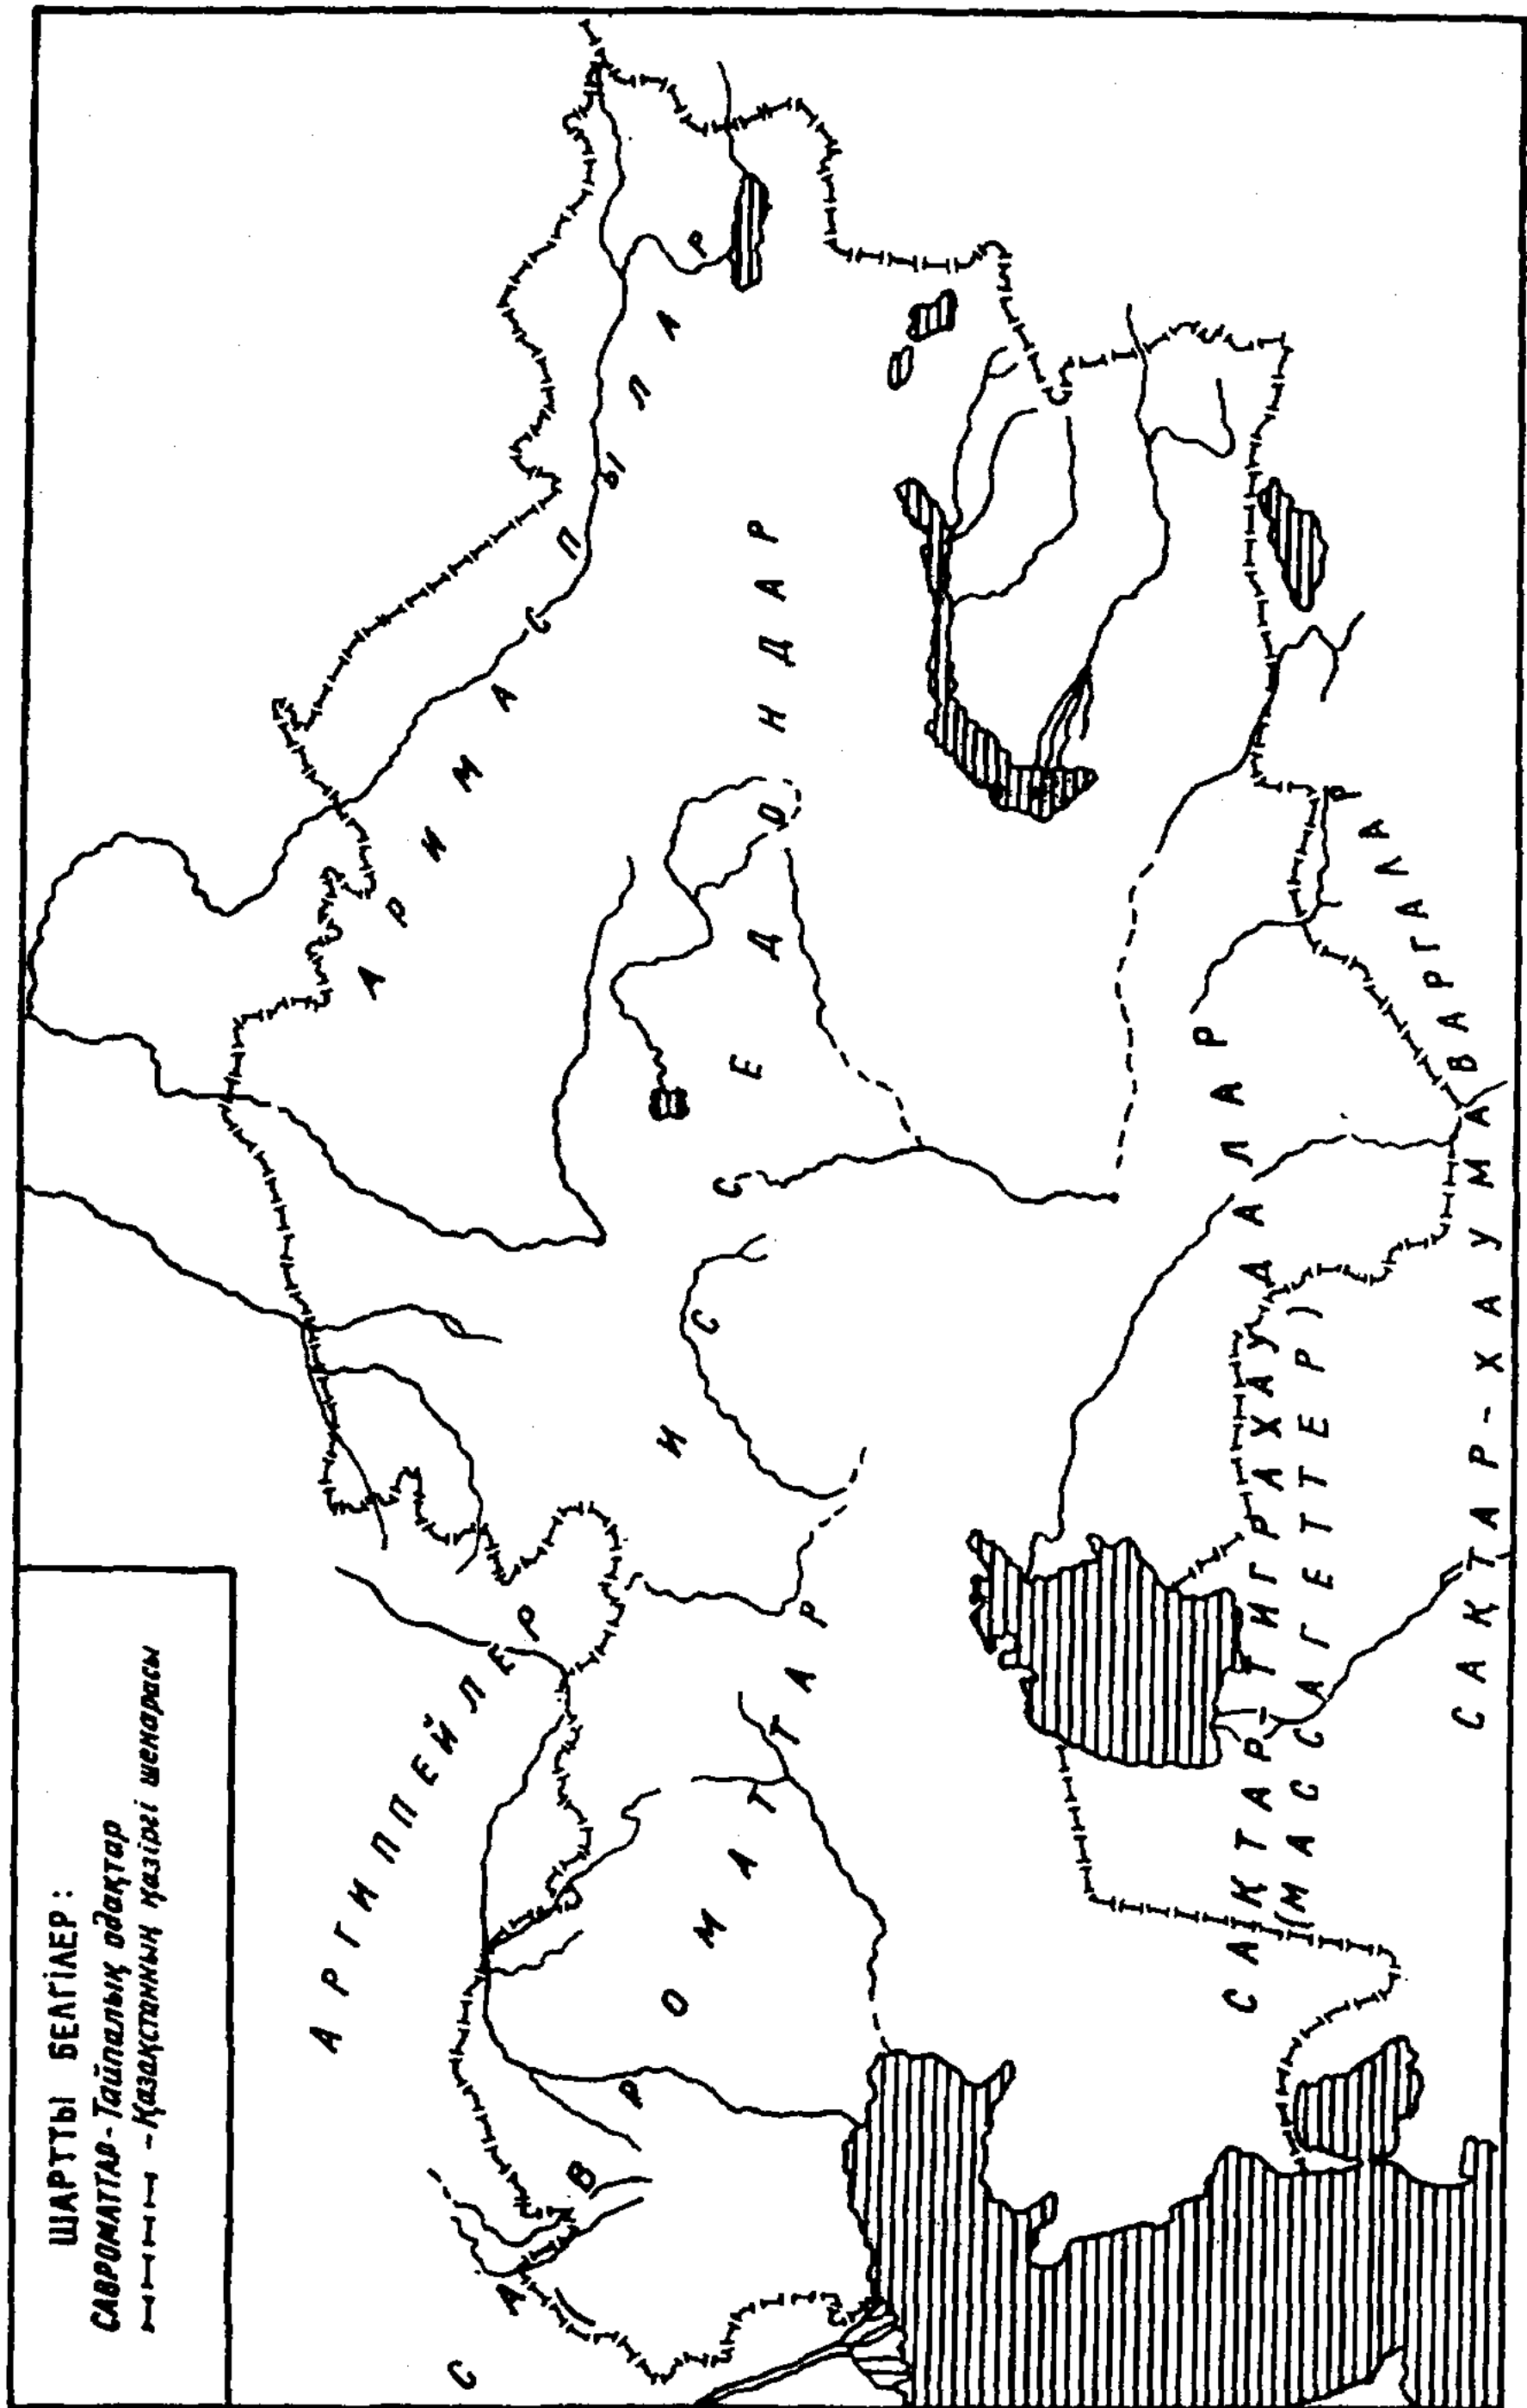 ШАРТТЫ БЕЛГІЛЕР:
САВРОМАТТАР-Тайпалық одақтар
-Қазақстанның қазіргі шекарасы
АРГИППЕЙЛЕР
АРИМАСПЫЛАР
САВРОМАТТАР
ИССЕДОНДАР
САКТАР-ТИГРАХАУДАЛАР
(МАССАГЕТТЕР)
САКТАР-ХАУМАВАРГАЛАР